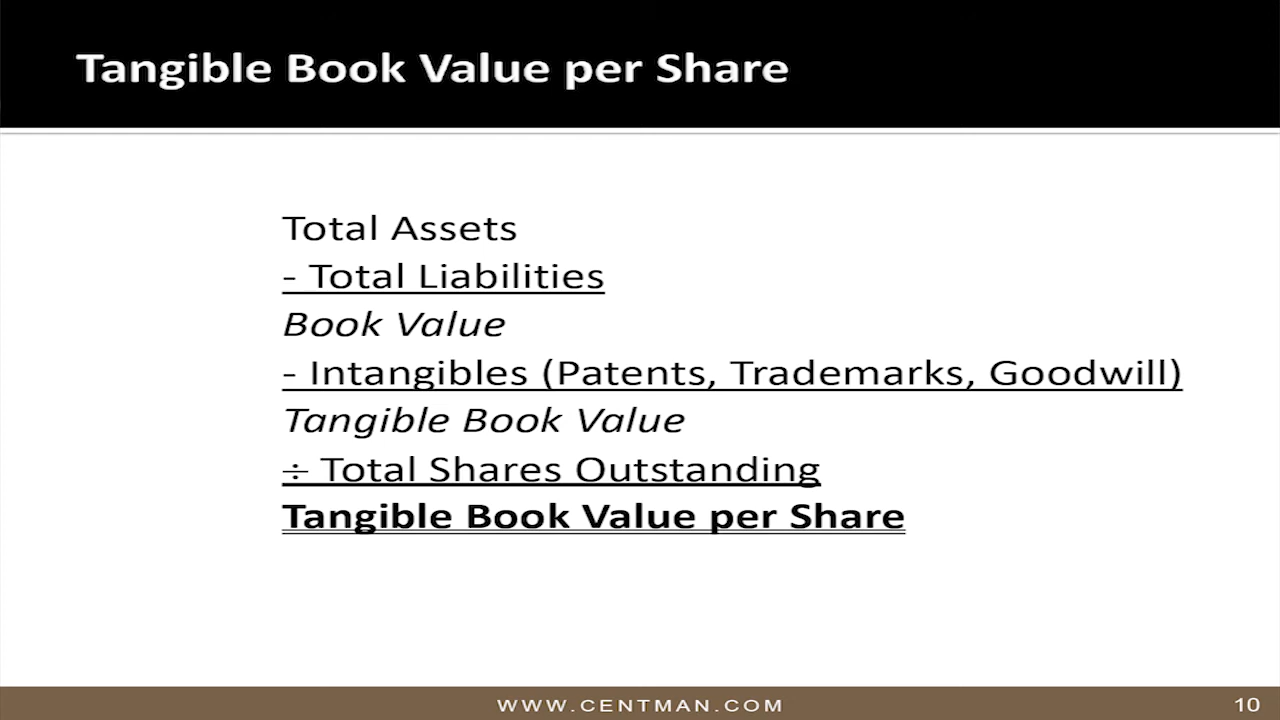 Tangible Book Value per Share
Total Assets
- Total Liabilities
Book Value
- Intangibles (Patents, Trademarks, Goodwill)
Tangible Book Value
÷ Total Shares Outstanding
Tangible Book Value per Share
WWW.CENTMAN.COM
10